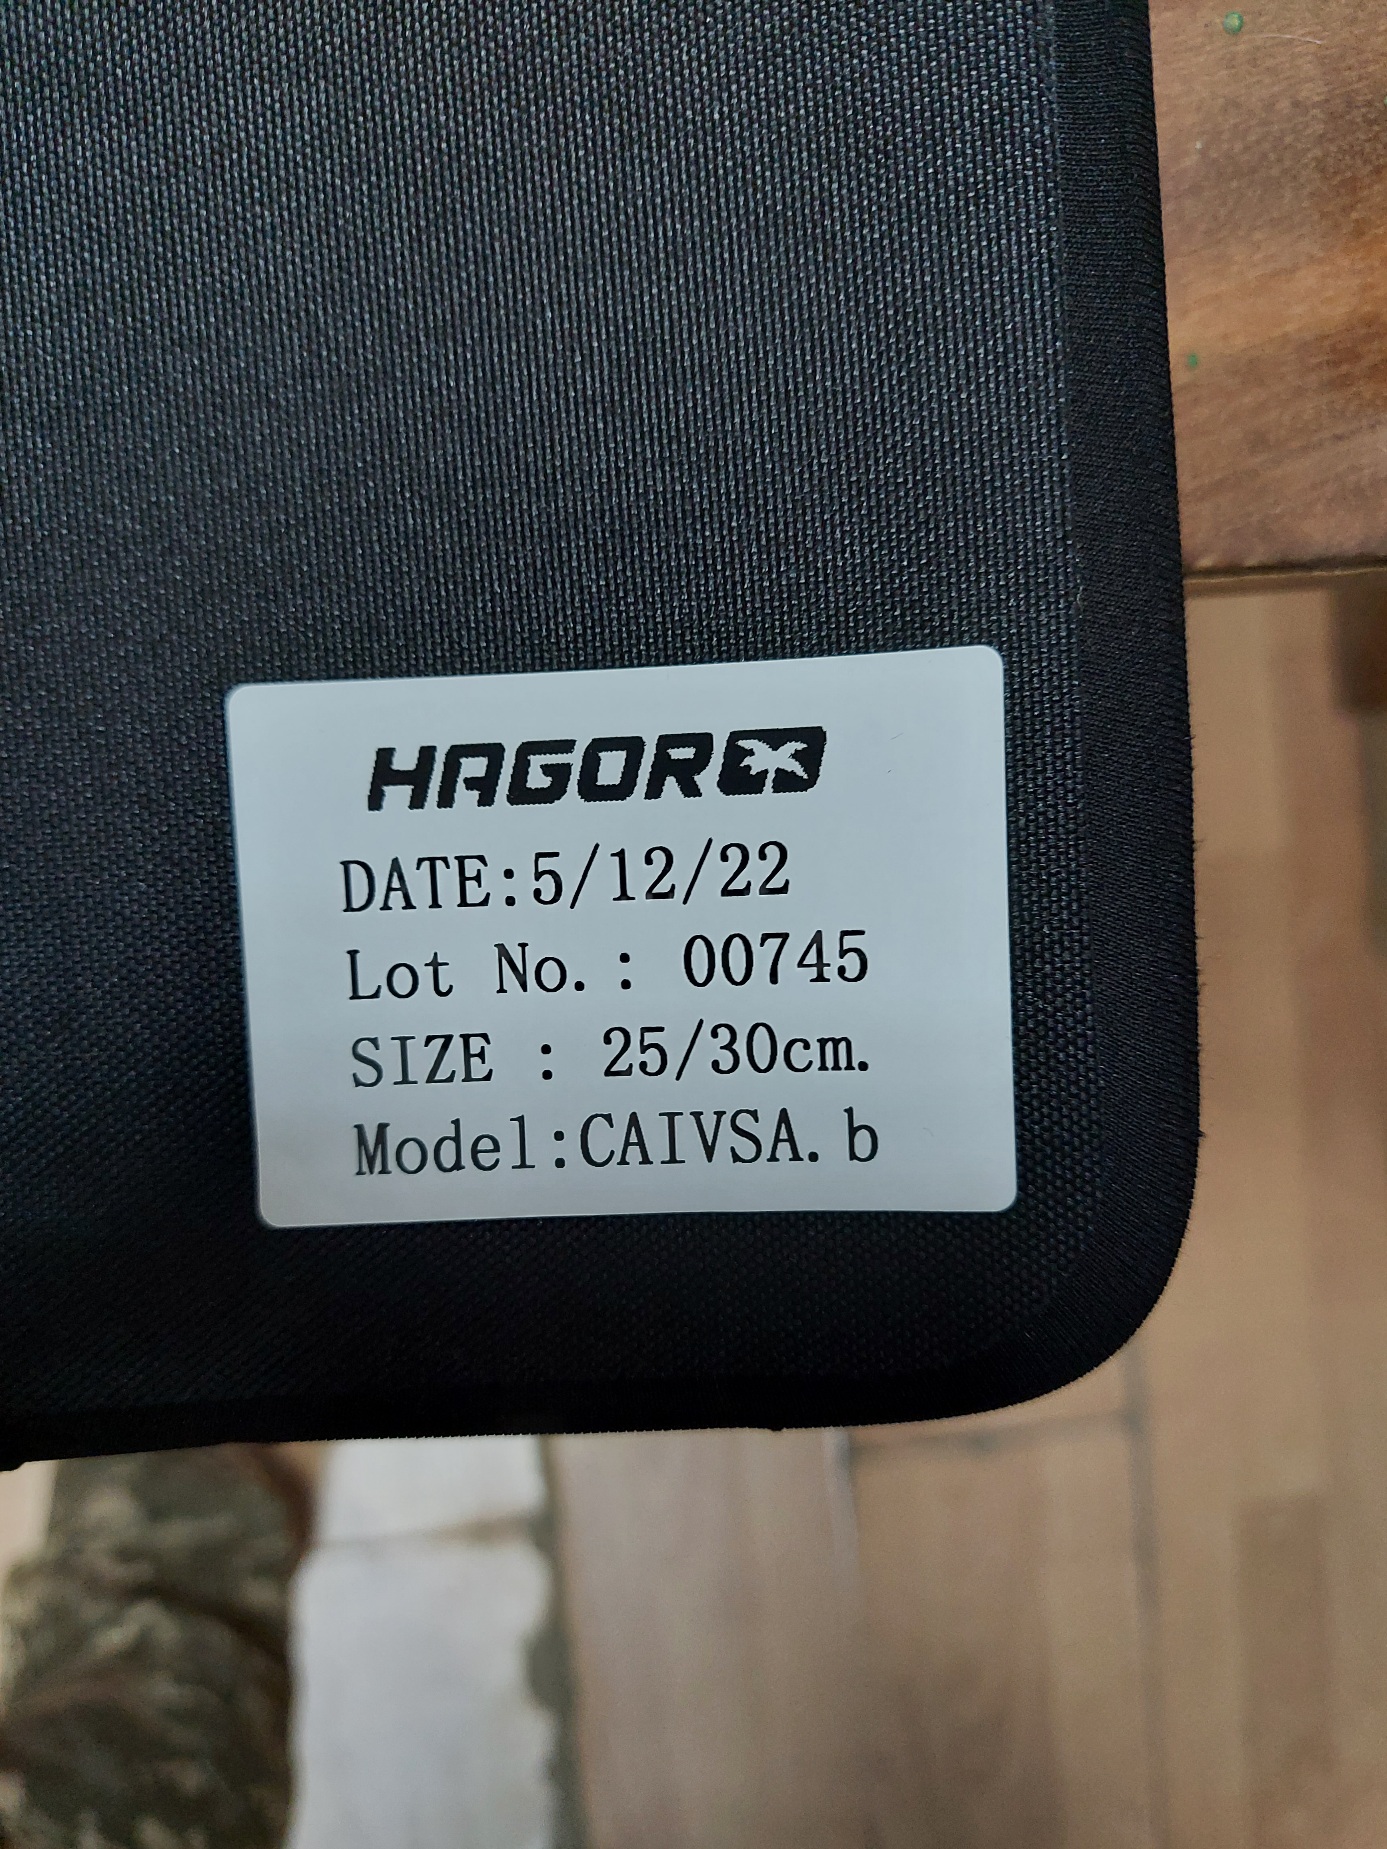 HAGOR
DATE:5/12/22
Lot No.: 00745
SIZE : 25/30cm.
Model:CAIVSA.b